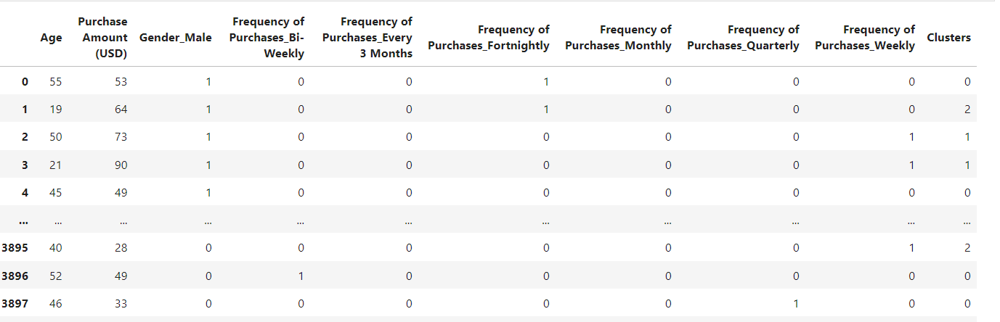 Age Purchase Amount (USD) Gender_Male Frequency of Purchases_Bi-Weekly Frequency of Purchases_Every 3 Months Frequency of Purchases_Fortnightly Frequency of Purchases_Monthly Frequency of Purchases_Quarterly Frequency of Purchases_Weekly Clusters
0 55 53 1 0 0 1 0 0 0 0
1 19 64 1 0 0 1 0 0 0 2
2 50 73 1 0 0 0 0 0 1 1
3 21 90 1 0 0 0 0 0 1 1
4 45 49 1 0 0 0 0 0 0 0
... ... ... ... ... ... ... ... ... ... ...
3895 40 28 0 0 0 0 0 0 1 2
3896 52 49 0 1 0 0 0 0 0 0
3897 46 33 0 0 0 0 0 1 0 0